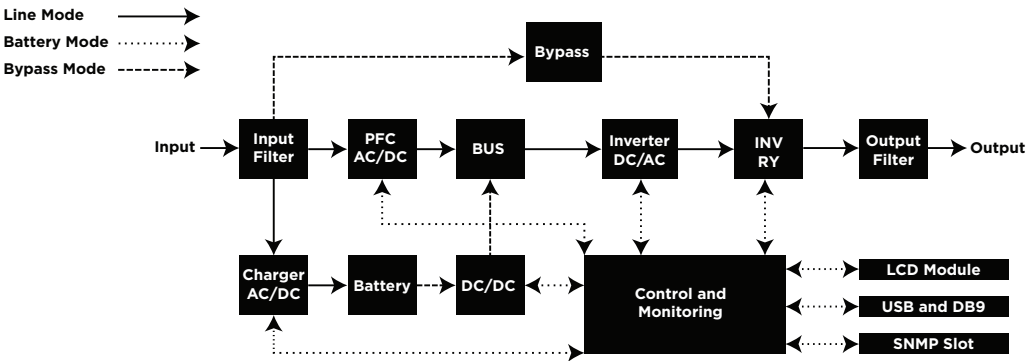 Line Mode
Battery Mode
Bypass Mode
Bypass
Input
Input
Filter
PFC
AC/DC
BUS
Inverter
DC/AC
INV
RY
Output
Filter
Output
Charger
AC/DC
Battery
DC/DC
Control and
Monitoring
LCD Module
USB and DB9
SNMP Slot